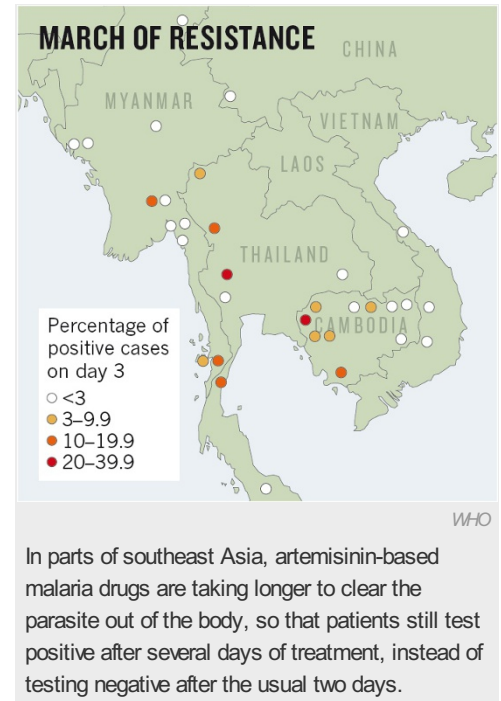 MARCH OF RESISTANCE
CHINA
MYANMAR
VIETNAM
LAOS
THAILAND
CAMBODIA
Percentage of
positive cases
on day 3
<3
3–9.9
10–19.9
20–39.9
WHO
In parts of southeast Asia, artemisinin-based
malaria drugs are taking longer to clear the
parasite out of the body, so that patients still test
positive after several days of treatment, instead of
testing negative after the usual two days.